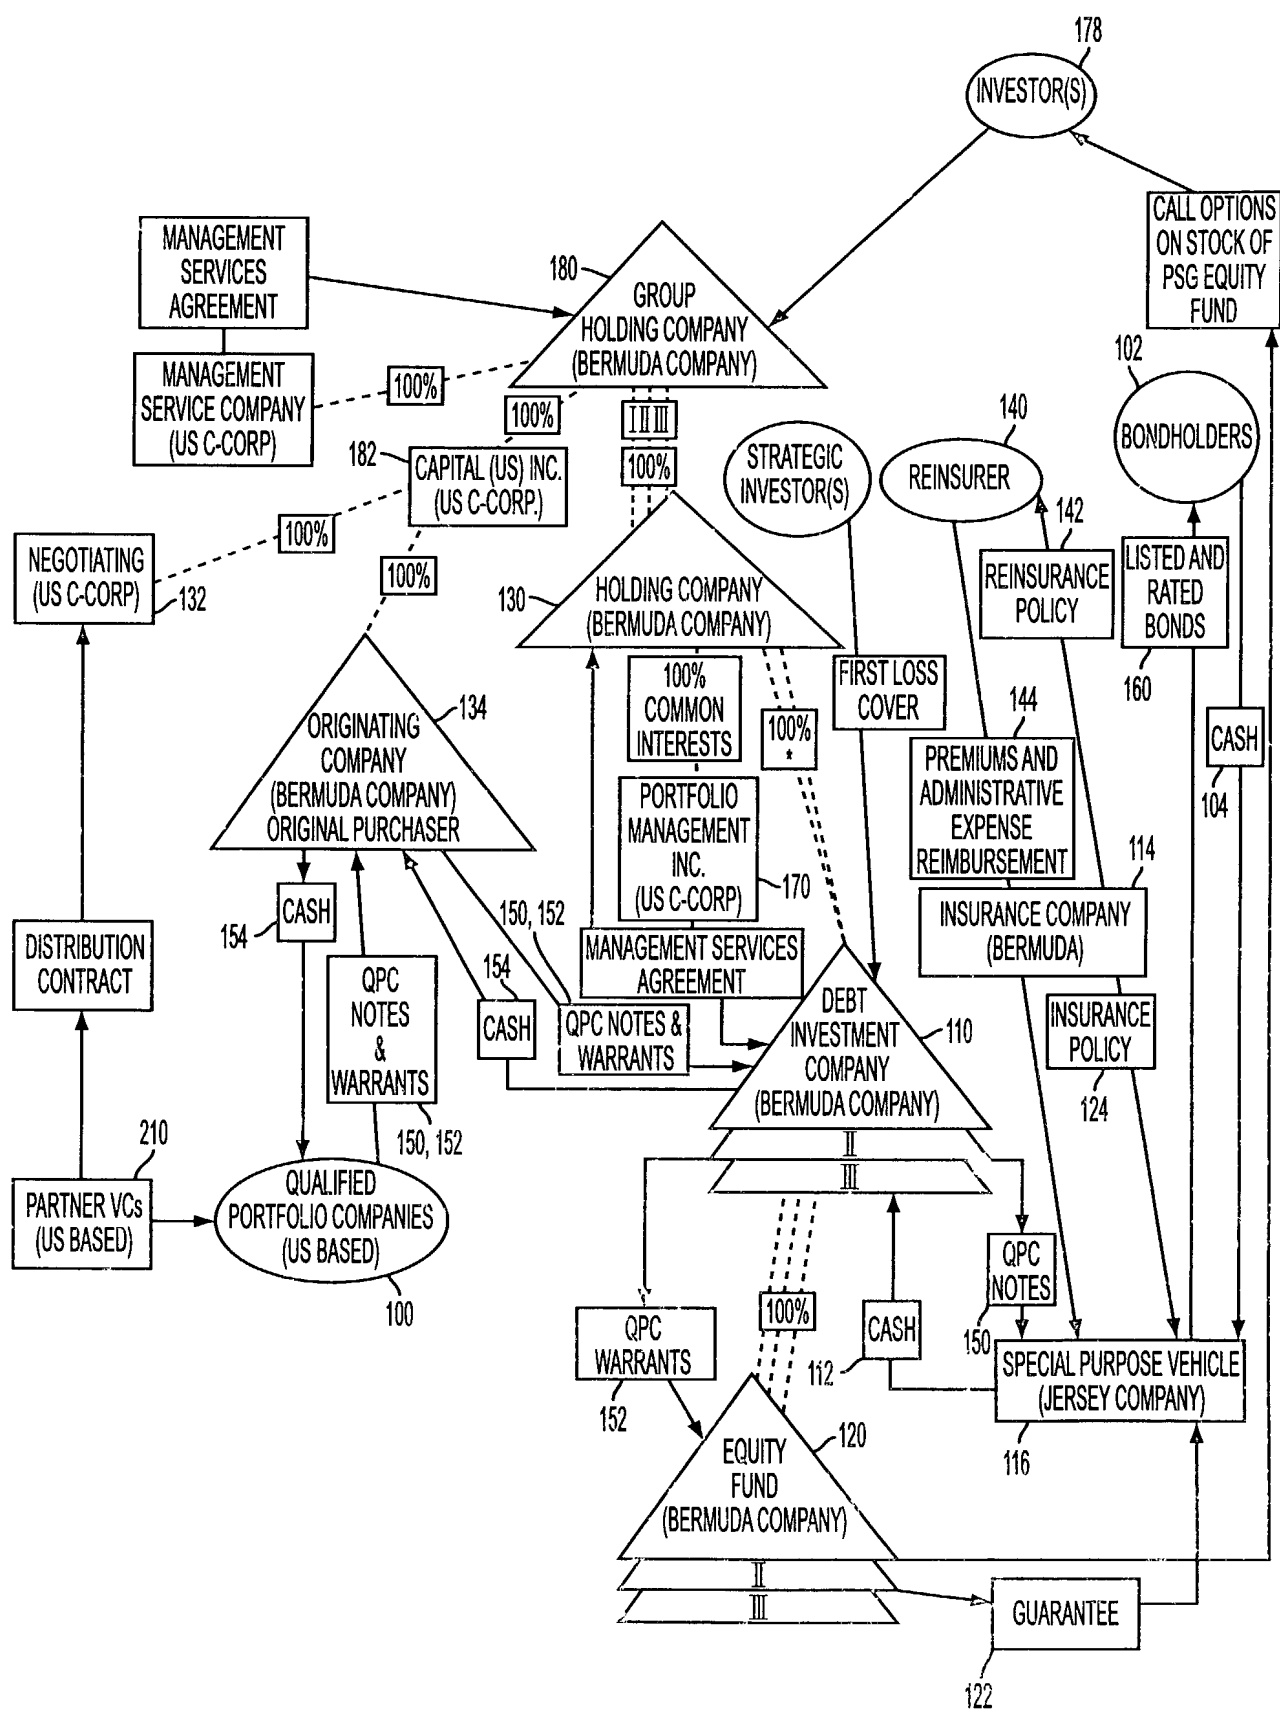 178
INVESTOR(S)
CALL OPTIONS
ON STOCK OF
PSG EQUITY
FUND
MANAGEMENT
SERVICES
AGREEMENT
180
GROUP
HOLDING COMPANY
(BERMUDA COMPANY)
MANAGEMENT
SERVICE COMPANY
(US C-CORP)
100%
100%
I II III
100%
182
CAPITAL (US) INC.
(US C-CORP.)
STRATEGIC
INVESTOR(S)
140
REINSURER
102
BONDHOLDERS
NEGOTIATING
(US C-CORP)
132
100%
100%
130
HOLDING COMPANY
(BERMUDA COMPANY)
142
REINSURANCE
POLICY
LISTED AND
RATED
BONDS
160
100%
COMMON
INTERESTS
100%
*
FIRST LOSS
COVER
144
PREMIUMS AND
ADMINISTRATIVE
EXPENSE
REIMBURSEMENT
CASH
104
134
ORIGINATING
COMPANY
(BERMUDA COMPANY)
ORIGINAL PURCHASER
PORTFOLIO
MANAGEMENT
INC.
(US C-CORP)
170
114
INSURANCE COMPANY
(BERMUDA)
CASH
154
150, 152
MANAGEMENT SERVICES
AGREEMENT
DISTRIBUTION
CONTRACT
QPC
NOTES
&
WARRANTS
150, 152
154
CASH
QPC NOTES &
WARRANTS
DEBT
INVESTMENT
COMPANY
(BERMUDA COMPANY)
110
II
III
INSURANCE
POLICY
124
210
PARTNER VCs
(US BASED)
QUALIFIED
PORTFOLIO COMPANIES
(US BASED)
100
QPC
NOTES
150
100%
CASH
112
QPC
WARRANTS
152
SPECIAL PURPOSE VEHICLE
(JERSEY COMPANY)
116
120
EQUITY
FUND
(BERMUDA COMPANY)
II
III
GUARANTEE
122